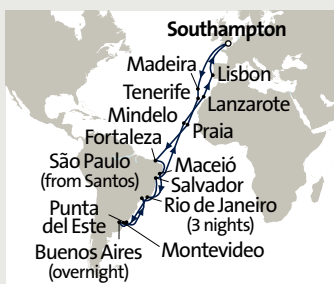 Southampton
Madeira
Lisbon
Tenerife
Lanzarote
Mindelo
Praia
Fortaleza
São Paulo
(from Santos)
Maceió
Salvador
Rio de Janeiro
(3 nights)
Punta
del Este
Montevideo
Buenos Aires
(overnight)